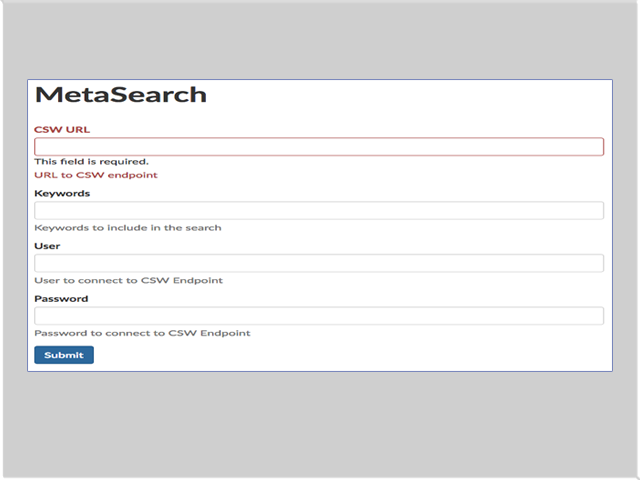 MetaSearch
CSW URL
This field is required.
URL to CSW endpoint
Keywords
Keywords to include in the search
User
User to connect to CSW Endpoint
Password
Password to connect to CSW Endpoint
Submit